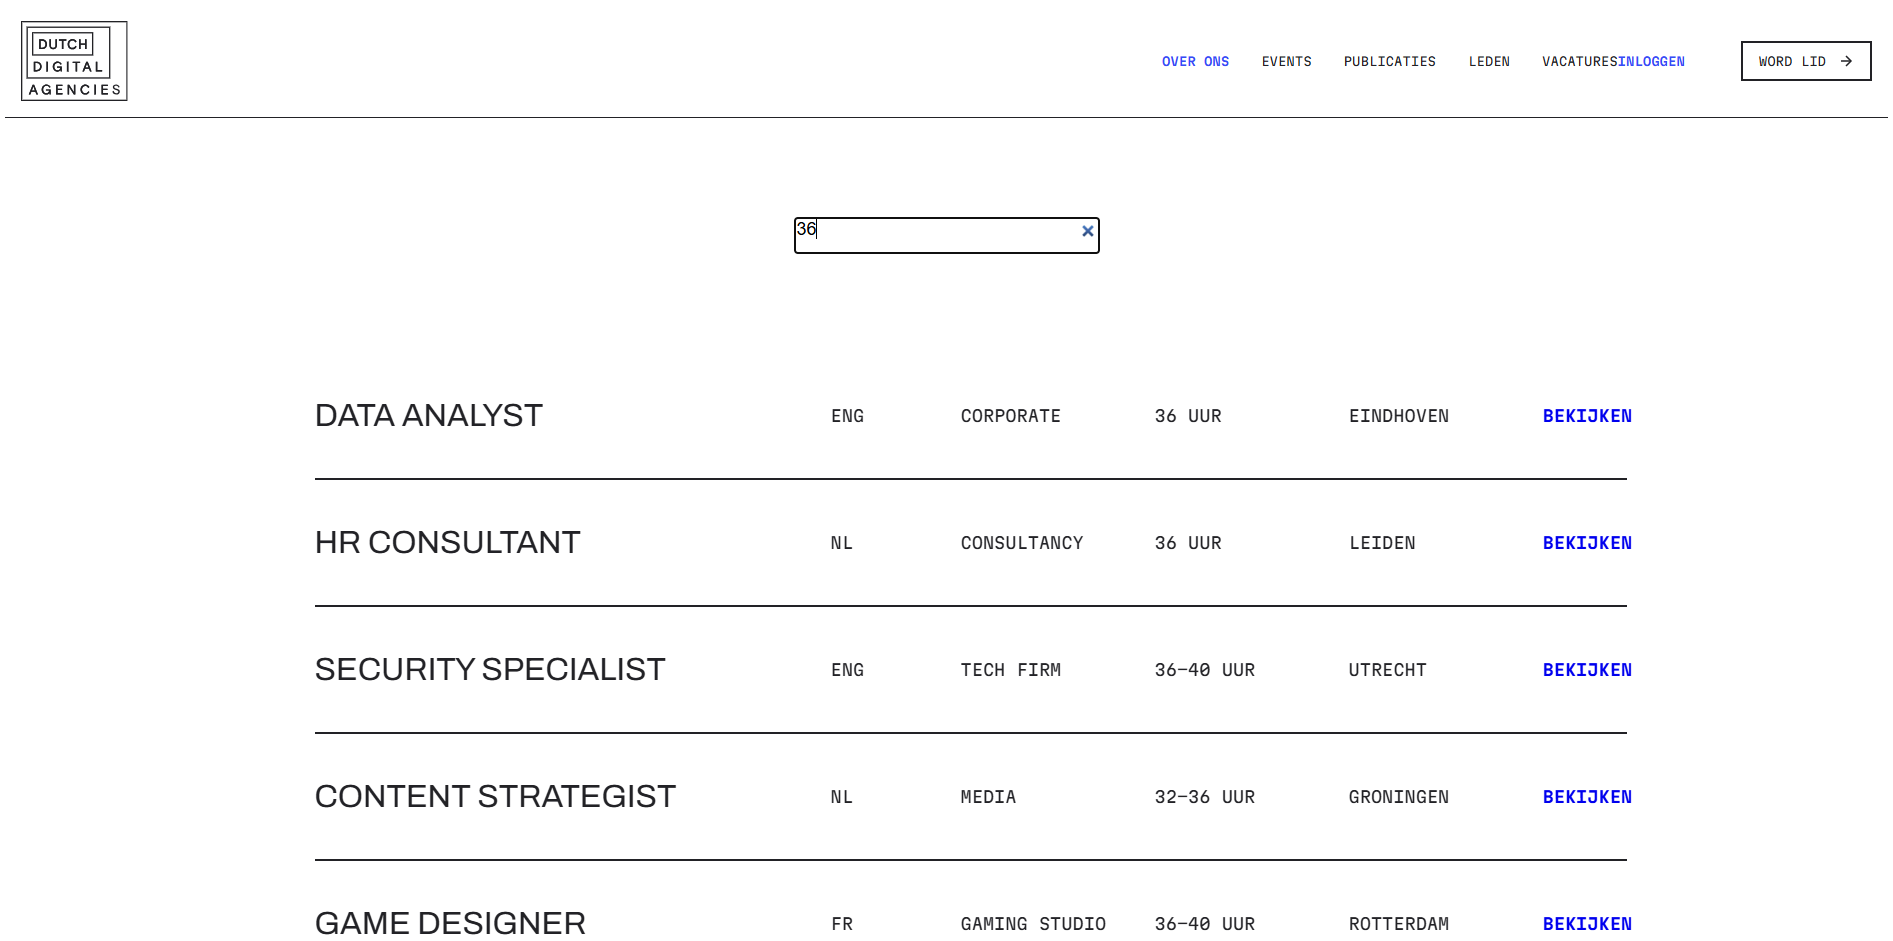 DUTCH
DIGITAL
AGENCIES
OVER ONS EVENTS PUBLICATIES LEDEN VACATURESINLOGGEN WORD LID →
36
DATA ANALYST ENG CORPORATE 36 UUR EINDHOVEN BEKIJKEN
HR CONSULTANT NL CONSULTANCY 36 UUR LEIDEN BEKIJKEN
SECURITY SPECIALIST ENG TECH FIRM 36–40 UUR UTRECHT BEKIJKEN
CONTENT STRATEGIST NL MEDIA 32–36 UUR GRONINGEN BEKIJKEN
GAME DESIGNER FR GAMING STUDIO 36–40 UUR ROTTERDAM BEKIJKEN